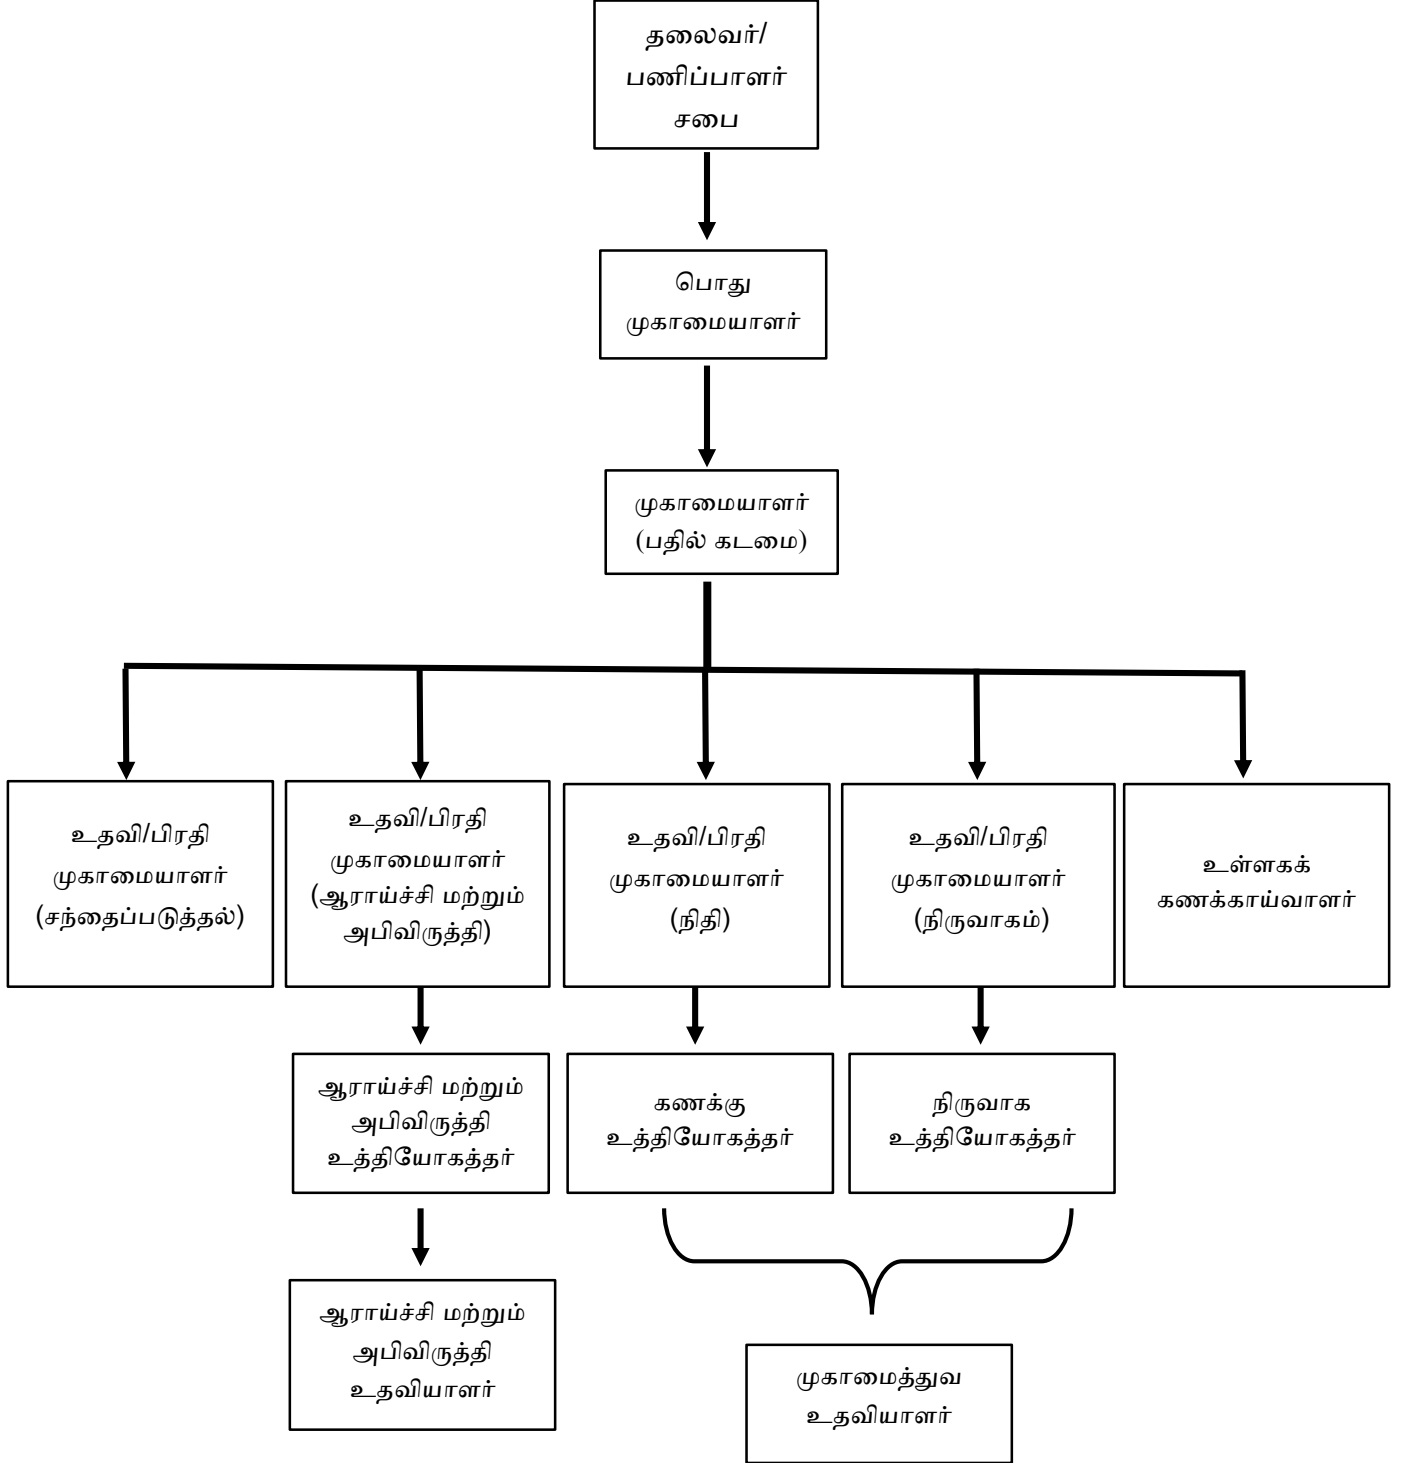 தலைவர்/
பணிப்பாளர்
சபை
பொது
முகாமையாளர்
முகாமையாளர்
(பதில் கடமை)
உதவி/பிரதி
முகாமையாளர்
(சந்தைப்படுத்தல்)
உதவி/பிரதி
முகாமையாளர்
(ஆராய்ச்சி மற்றும்
அபிவிருத்தி)
உதவி/பிரதி
முகாமையாளர்
(நிதி)
உதவி/பிரதி
முகாமையாளர்
(நிருவாகம்)
உள்ளகக்
கணக்காய்வாளர்
ஆராய்ச்சி மற்றும்
அபிவிருத்தி
உத்தியோகத்தர்
கணக்கு
உத்தியோகத்தர்
நிருவாக
உத்தியோகத்தர்
ஆராய்ச்சி மற்றும்
அபிவிருத்தி
உதவியாளர்
முகாமைத்துவ
உதவியாளர்